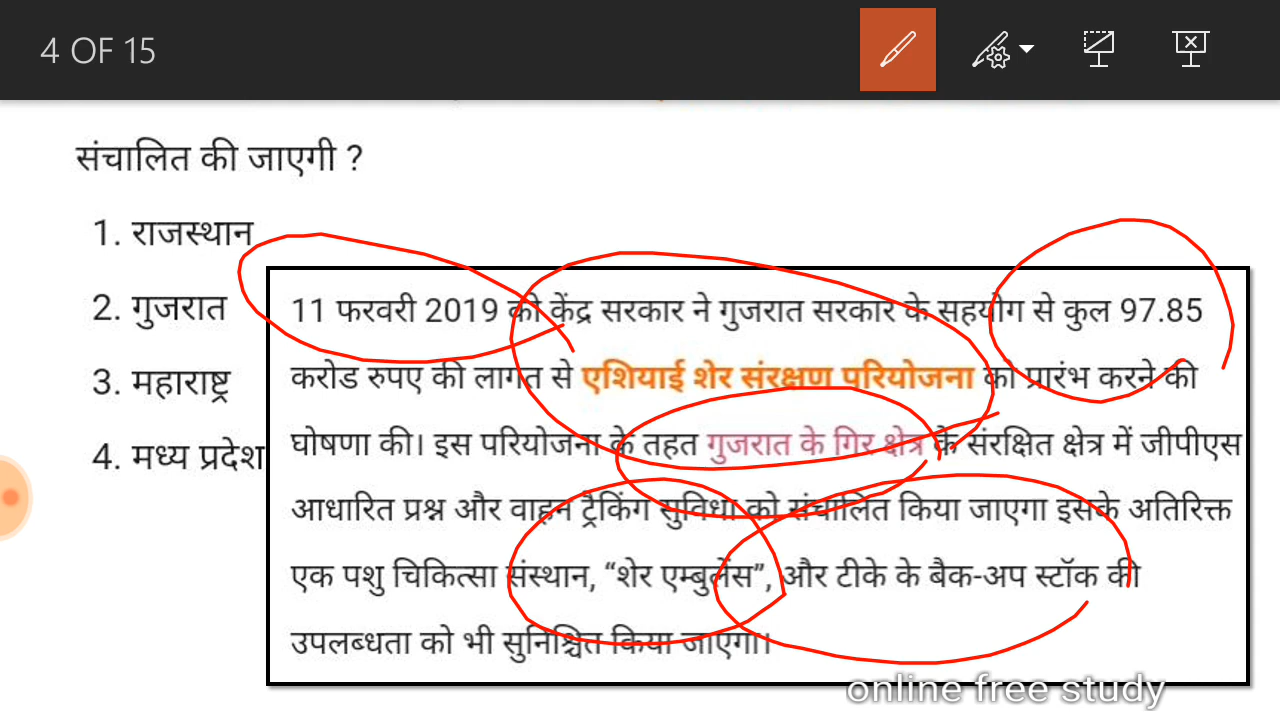 4 OF 15
संचालित की जाएगी ?
1. राजस्थान
2. गुजरात
3. महाराष्ट्र
4. मध्य प्रदेश
11 फरवरी 2019 को केंद्र सरकार ने गुजरात सरकार के सहयोग से कुल 97.85
करोड रुपए की लागत से एशियाई शेर संरक्षण परियोजना को प्रारंभ करने की
घोषणा की। इस परियोजना के तहत गुजरात के गिर क्षेत्र के संरक्षित क्षेत्र में जीपीएस
आधारित प्रश्न और वाहन ट्रैकिंग सुविधा को संचालित किया जाएगा इसके अतिरिक्त
एक पशु चिकित्सा संस्थान, “शेर एम्बुलेंस”, और टीके के बैक-अप स्टॉक की
उपलब्धता को भी सुनिश्चित किया जाएगा।
online free study